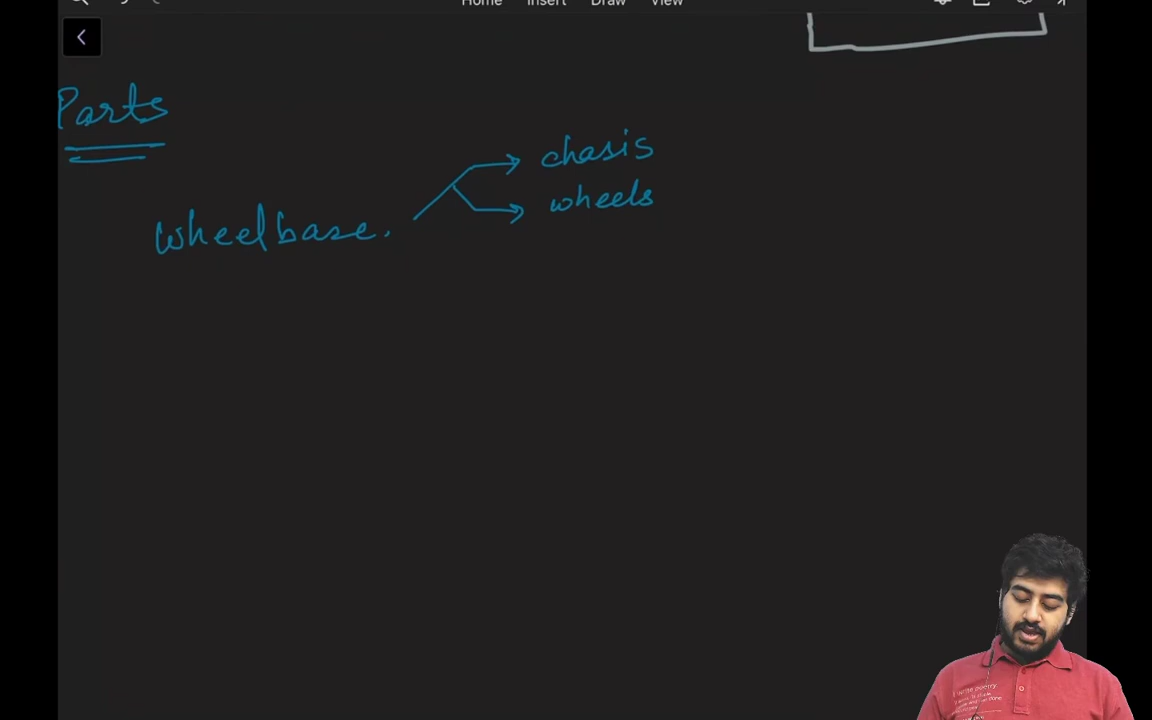 Home Insert Draw View
Parts
chasis
wheels
wheelbase.